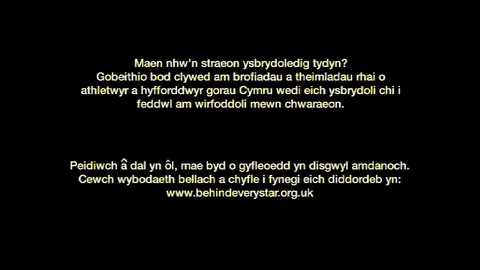 Maen nhw'n straeon ysbrydoledig tydyn?
Gobeithio bod clywed am brofiadau a theimladau rhai o
athletwyr a hyfforddwyr gorau Cymru wedi eich ysbrydoli chi i
feddwl am wirfoddoli mewn chwaraeon.
Peidiwch â dal yn ôl, mae byd o gyfleoedd yn disgwyl amdanoch.
Cewch wybodaeth bellach a chyfle i fynegi eich diddordeb yn:
www.behindeverystar.org.uk